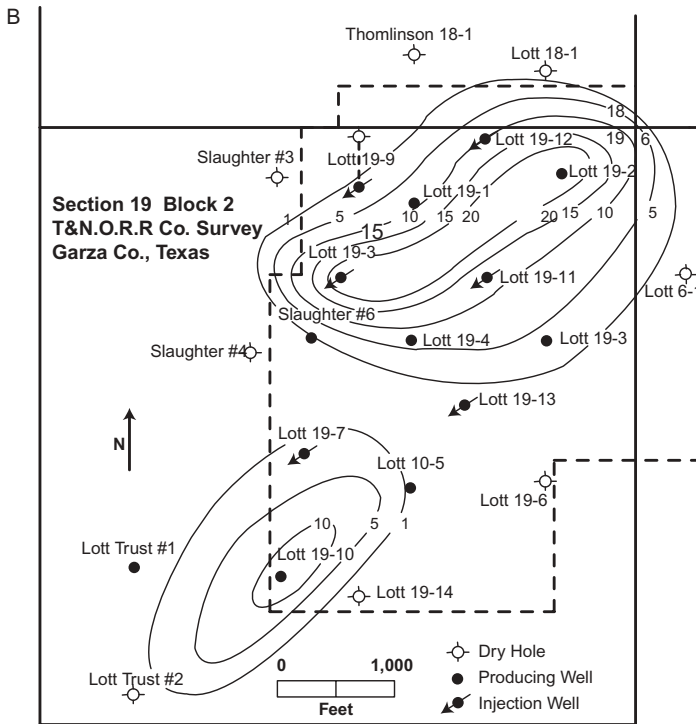 B
Thomlinson 18-1
Lott 18-1
18
19 6
Lott 19-12
Slaughter #3
Lott 19-9
Lott 19-2
Section 19 Block 2
T&N.O.R.R Co. Survey
Garza Co., Texas
Lott 19-1
1 5 10 15 20 20 15 10 5
15
Lott 19-3
Lott 19-11
Lott 6-1
Slaughter #6
Slaughter #4
Lott 19-4
Lott 19-3
Lott 19-13
N
Lott 19-7
Lott 10-5
Lott 19-6
10 5 1
Lott Trust #1
Lott 19-10
Lott 19-14
Lott Trust #2
0 1,000
Feet
Dry Hole
Producing Well
Injection Well